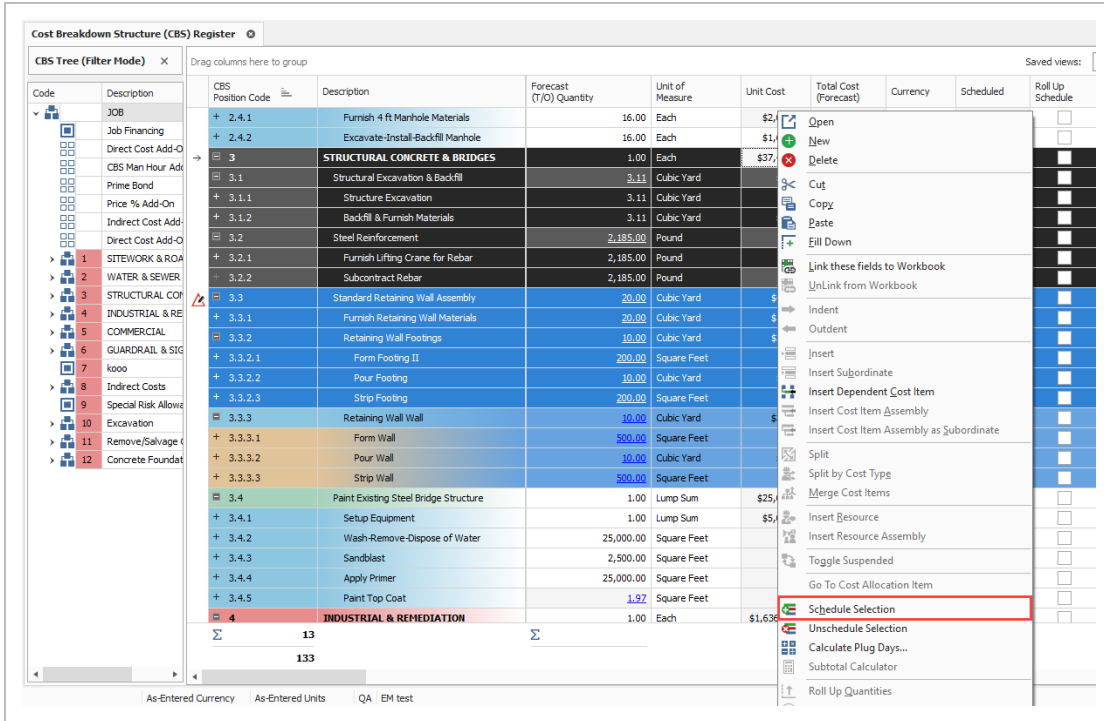 Cost Breakdown Structure (CBS) Register
CBS Tree (Filter Mode)
Drag columns here to group
Saved views:
Code Description
CBS Position Code Description Forecast (T/O) Quantity Unit of Measure Unit Cost Total Cost (Forecast) Currency Scheduled Roll Up Schedule
JOB
Job Financing
Direct Cost Add-O
CBS Man Hour Add
Prime Bond
Price % Add-On
Indirect Cost Add-
Direct Cost Add-O
1 SITEWORK & ROA
2 WATER & SEWER
3 STRUCTURAL CON
4 INDUSTRIAL & RE
5 COMMERCIAL
6 GUARDRAIL & SIG
7 kooo
8 Indirect Costs
9 Special Risk Allowa
10 Excavation
11 Remove/Salvage
12 Concrete Foundat
2.4.1 Furnish 4 ft Manhole Materials 16.00 Each
2.4.2 Excavate-Install-Backfill Manhole 16.00 Each
3 STRUCTURAL CONCRETE & BRIDGES 1.00 Each
3.1 Structural Excavation & Backfill 3.11 Cubic Yard
3.1.1 Structure Excavation 3.11 Cubic Yard
3.1.2 Backfill & Furnish Materials 3.11 Cubic Yard
3.2 Steel Reinforcement 2,185.00 Pound
3.2.1 Furnish Lifting Crane for Rebar 2,185.00 Pound
3.2.2 Subcontract Rebar 2,185.00 Pound
3.3 Standard Retaining Wall Assembly 20.00 Cubic Yard
3.3.1 Furnish Retaining Wall Materials 20.00 Cubic Yard
3.3.2 Retaining Wall Footings 10.00 Cubic Yard
3.3.2.1 Form Footing II 200.00 Square Feet
3.3.2.2 Pour Footing 10.00 Cubic Yard
3.3.2.3 Strip Footing 200.00 Square Feet
3.3.3 Retaining Wall Wall 10.00 Cubic Yard
3.3.3.1 Form Wall 500.00 Square Feet
3.3.3.2 Pour Wall 10.00 Cubic Yard
3.3.3.3 Strip Wall 500.00 Square Feet
3.4 Paint Existing Steel Bridge Structure 1.00 Lump Sum
3.4.1 Setup Equipment 1.00 Lump Sum
3.4.2 Wash-Remove-Dispose of Water 25,000.00 Square Feet
3.4.3 Sandblast 2,500.00 Square Feet
3.4.4 Apply Primer 25,000.00 Square Feet
3.4.5 Paint Top Coat 1.97 Square Feet
4 INDUSTRIAL & REMEDIATION 1.00 Each
Σ 13 Σ
133
Open
New
Delete
Cut
Copy
Paste
Fill Down
Link these fields to Workbook
UnLink from Workbook
Indent
Outdent
Insert
Insert Subordinate
Insert Dependent Cost Item
Insert Cost Item Assembly
Insert Cost Item Assembly as Subordinate
Split
Split by Cost Type
Merge Cost Items
Insert Resource
Insert Resource Assembly
Toggle Suspended
Go To Cost Allocation Item
Schedule Selection
Unschedule Selection
Calculate Plug Days...
Subtotal Calculator
Roll Up Quantities
As-Entered Currency As-Entered Units QA EM test